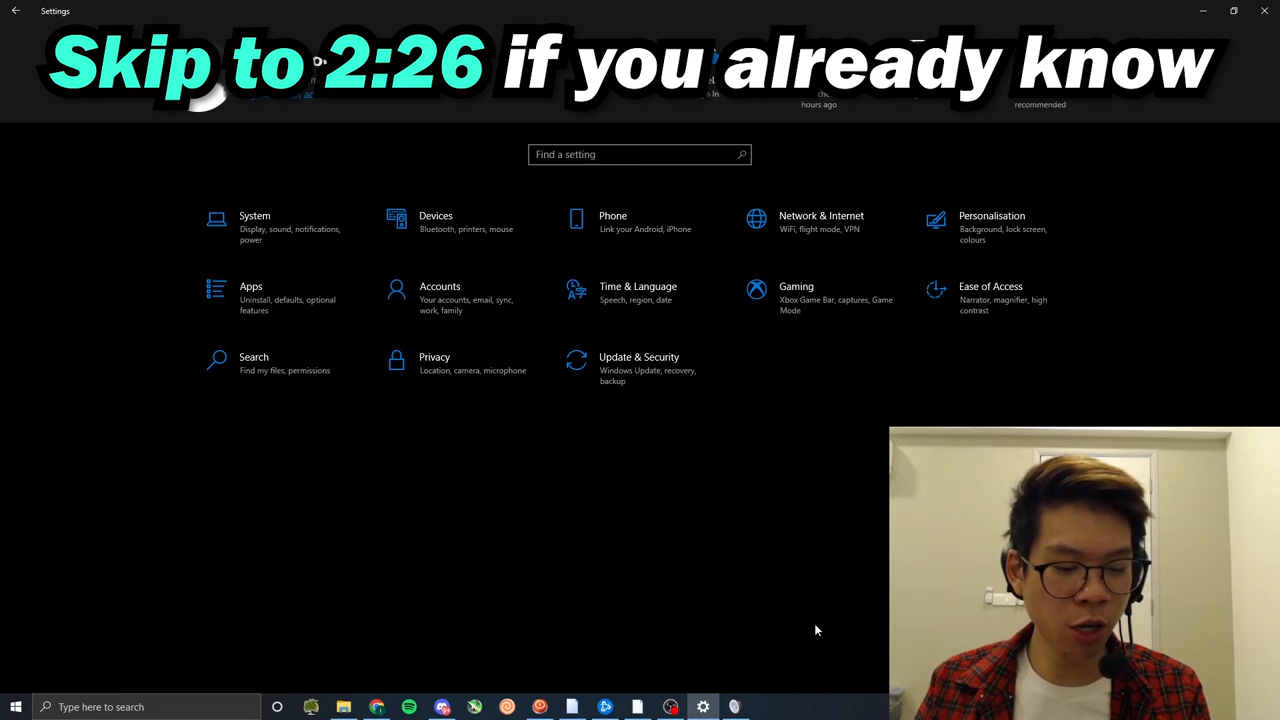 Settings
Skip to 2:26 if you already know
hours ago
recommended
Find a setting
System
Display, sound, notifications,
power
Devices
Bluetooth, printers, mouse
Phone
Link your Android, iPhone
Network & Internet
WiFi, flight mode, VPN
Personalisation
Background, lock screen,
colours
Apps
Uninstall, defaults, optional
features
Accounts
Your accounts, email, sync,
work, family
Time & Language
Speech, region, date
Gaming
Xbox Game Bar, captures, Game
Mode
Ease of Access
Narrator, magnifier, high
contrast
Search
Find my files, permissions
Privacy
Location, camera, microphone
Update & Security
Windows Update, recovery,
backup
Type here to search